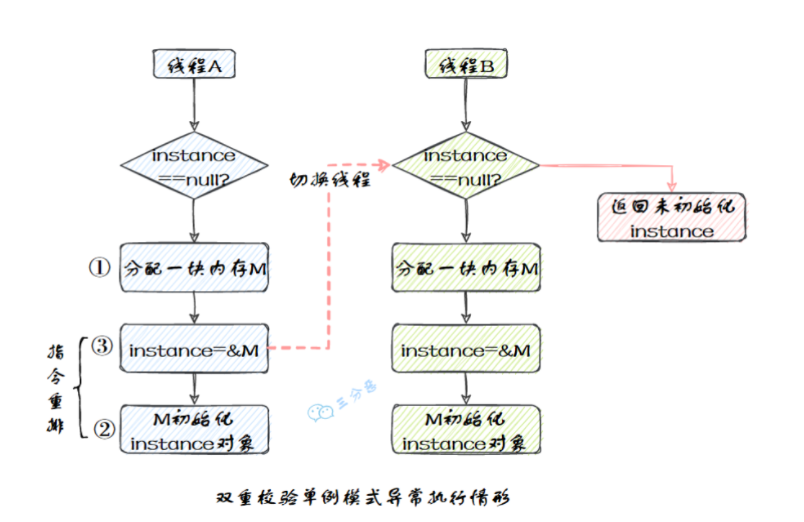 线程A
线程B
instance
==null?
instance
==null?
切换线程
返回未初始化
instance
①
分配一块内存M
分配一块内存M
指令重排
③
instance=&M
instance=&M
②
M初始化
instance对象
M初始化
instance对象
三分恶
双重校验单例模式异常执行情形